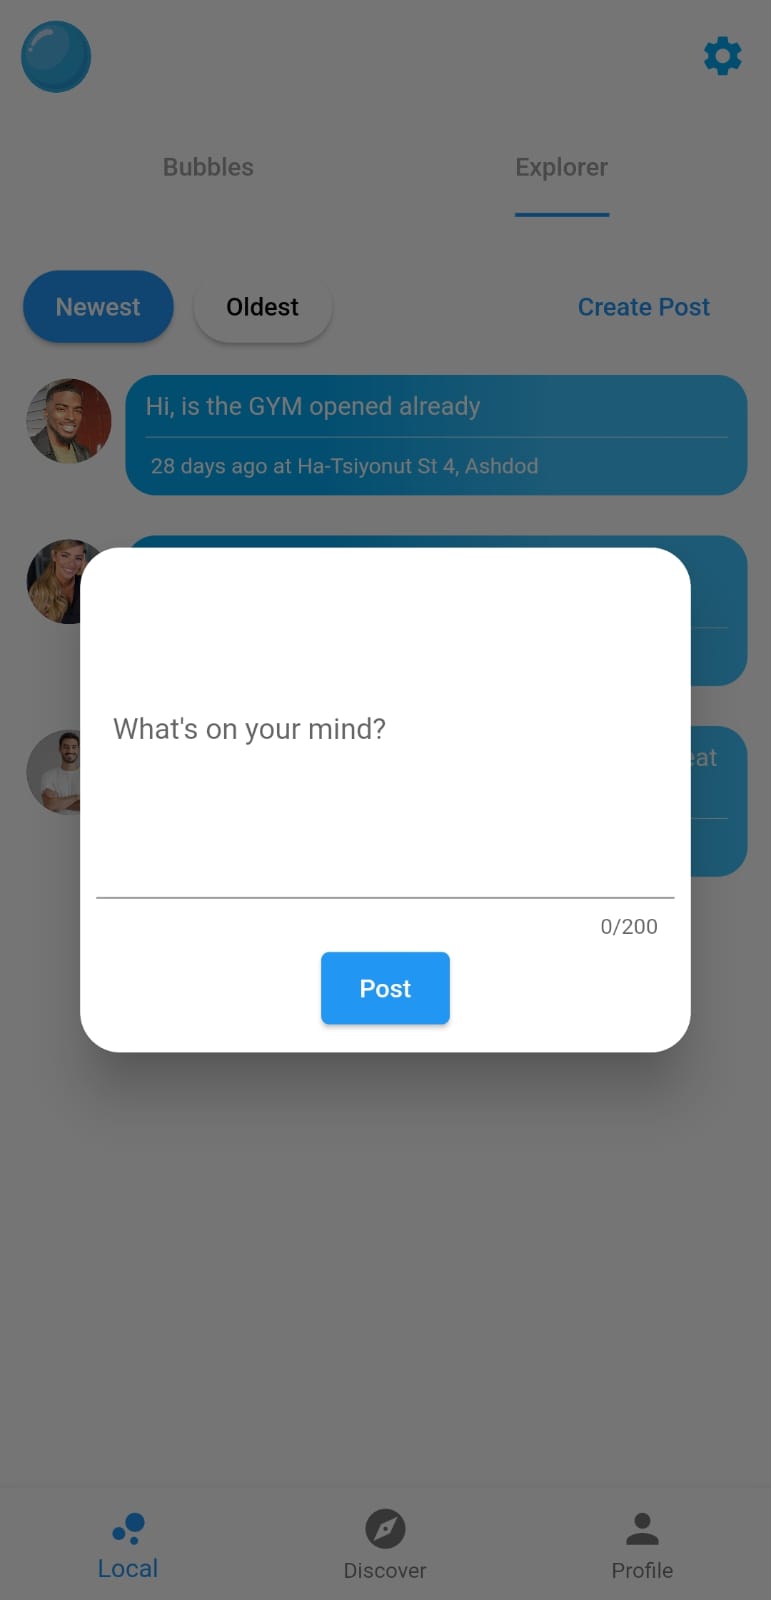 Bubbles
Explorer
Newest
Oldest
Create Post
Hi, is the GYM opened already
28 days ago at Ha-Tsiyonut St 4, Ashdod
What's on your mind?
0/200
Post
Local
Discover
Profile